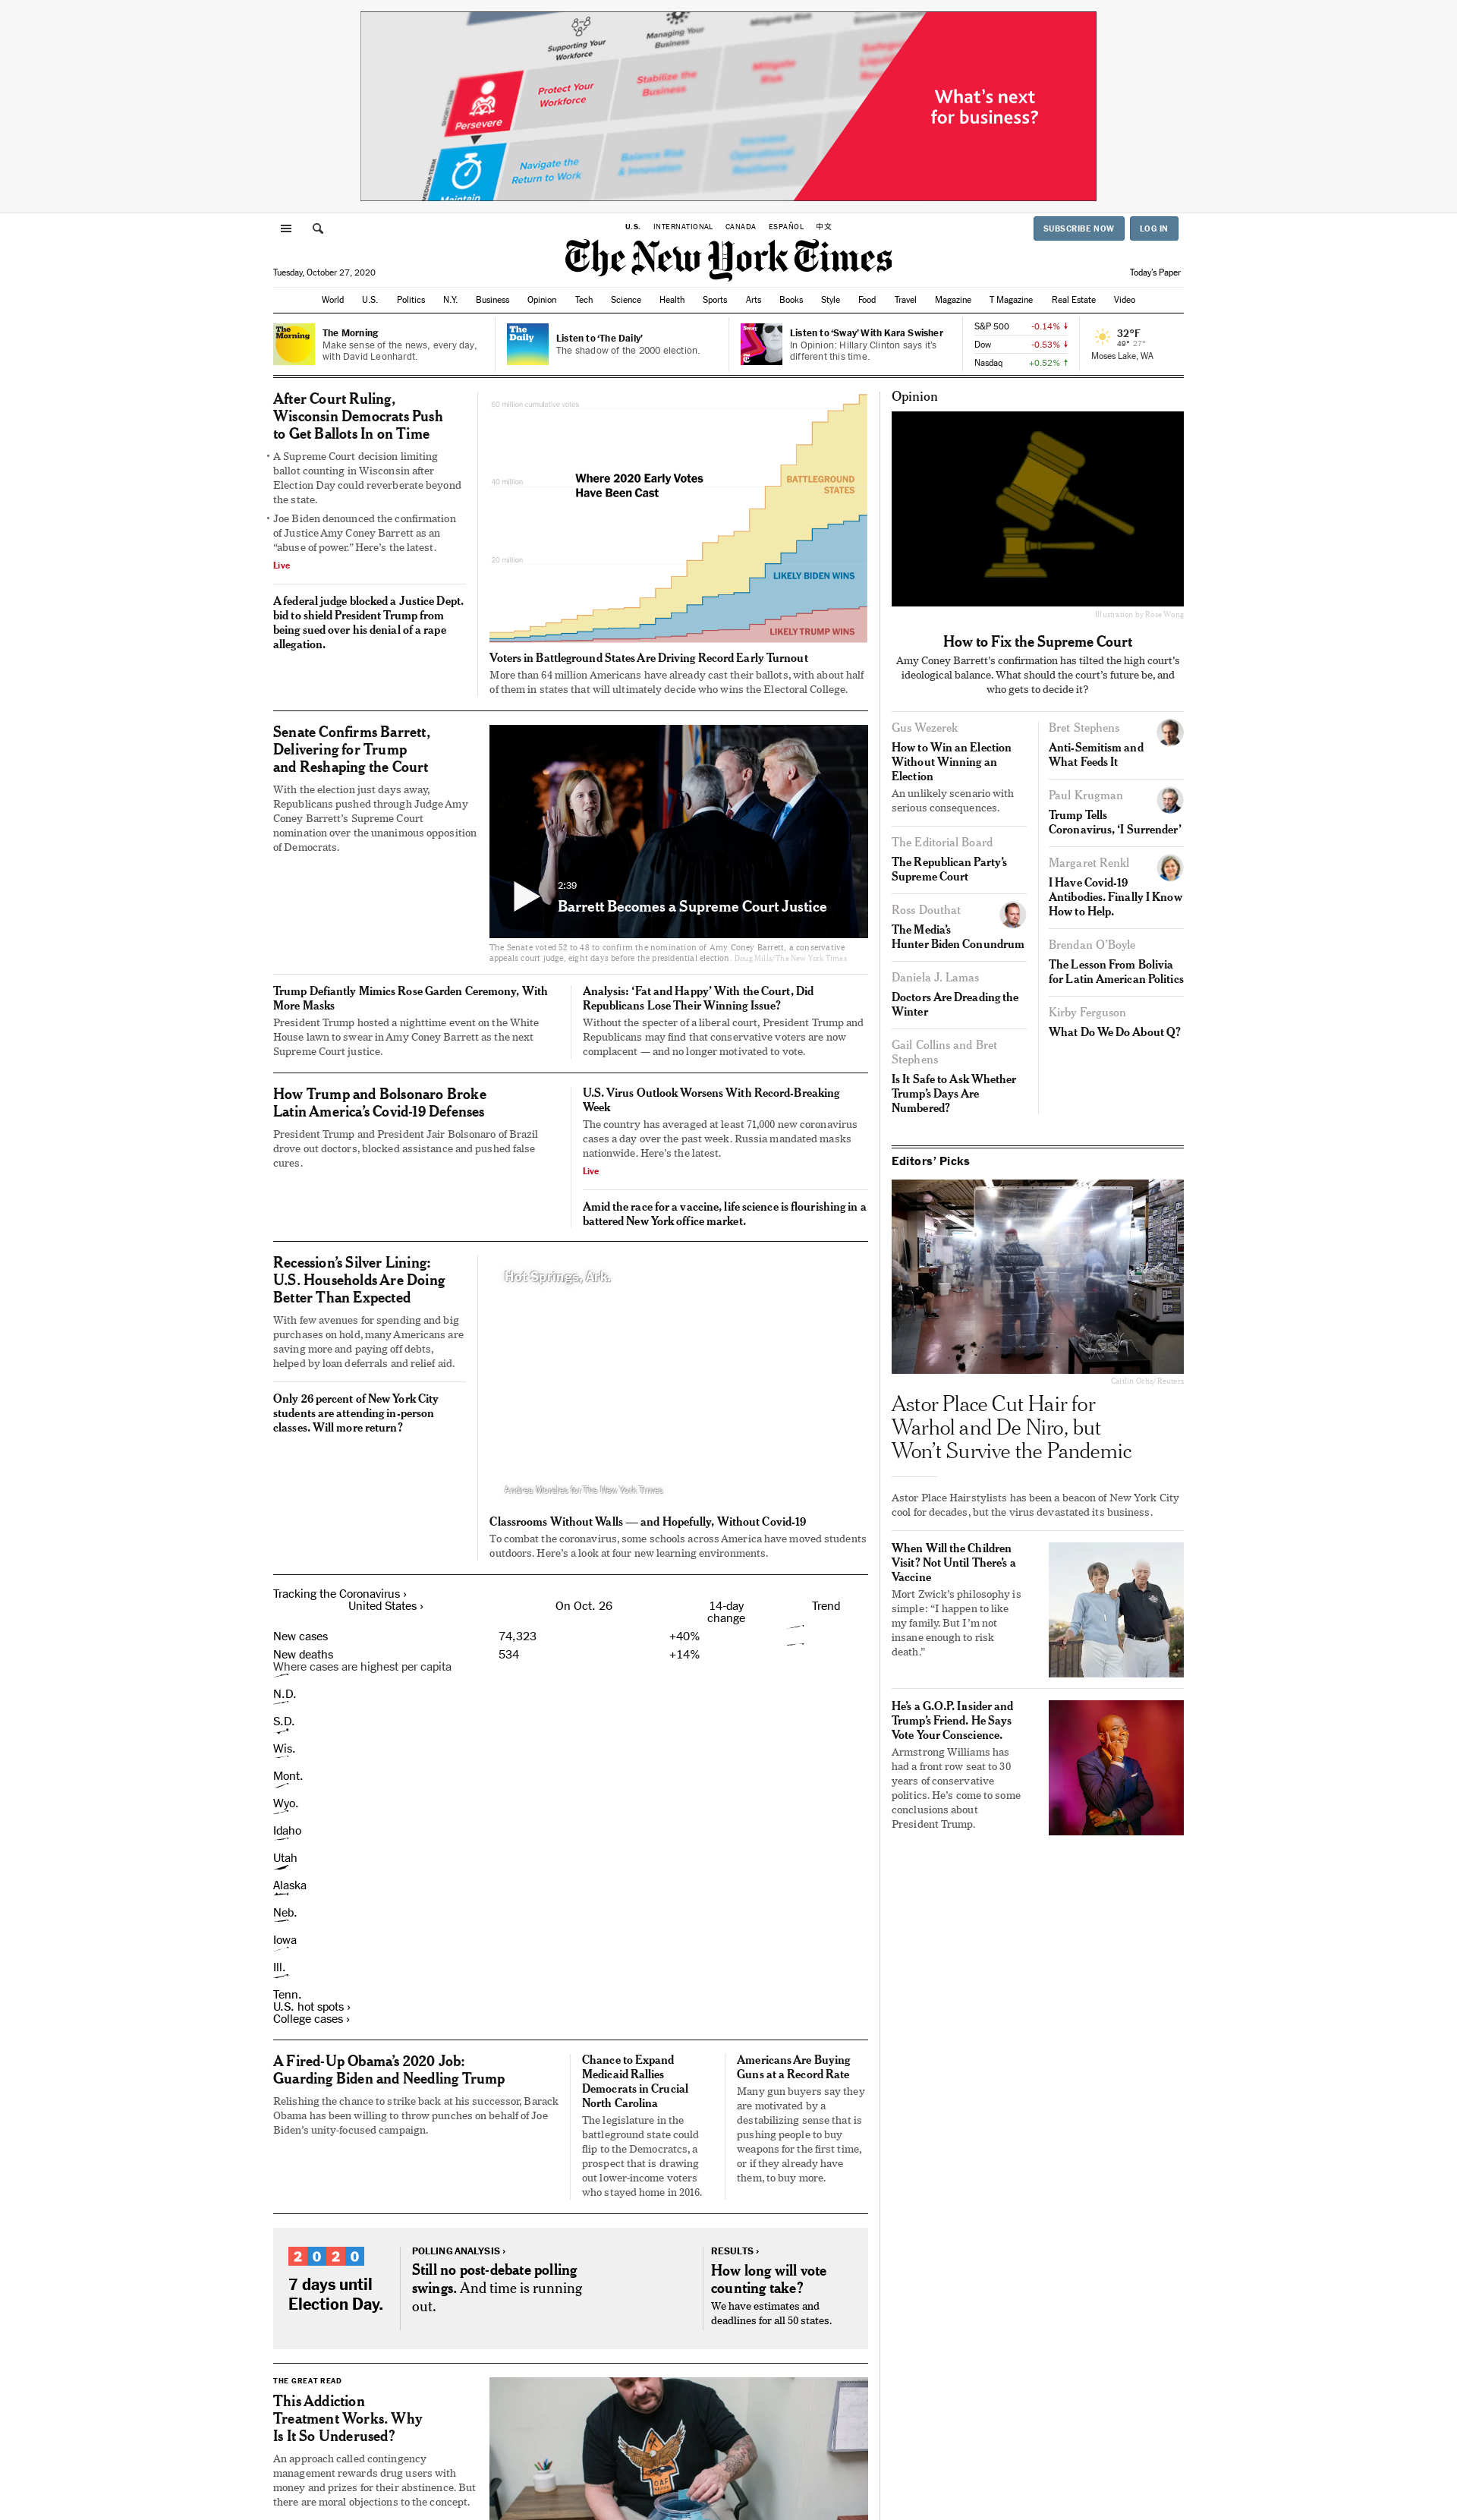 Supporting Your
Workforce
Managing Your
Business
Mitigating Risk
SHORT-TERM
Persevere
Protect Your
Workforce
Stabilize the
Business
Mitigate
Risk
MEDIUM-TERM
Maintain
Navigate the
Return to Work
Balance Risk
& Innovation
Increase
Operational
Resilience
What's next
for business?
U.S. INTERNATIONAL CANADA ESPAÑOL 中文
SUBSCRIBE NOW LOG IN
The New York Times
Tuesday, October 27, 2020
Today's Paper
World U.S. Politics N.Y. Business Opinion Tech Science Health Sports Arts Books Style Food Travel Magazine T Magazine Real Estate Video
The
Morning
The Morning
Make sense of the news, every day,
with David Leonhardt.
The
Daily
Listen to ‘The Daily’
The shadow of the 2000 election.
Sway
Listen to ‘Sway’ With Kara Swisher
In Opinion: Hillary Clinton says it’s
different this time.
S&P 500 -0.14% ↓
Dow -0.53% ↓
Nasdaq +0.52% ↑
32°F
49° 27°
Moses Lake, WA
After Court Ruling,
Wisconsin Democrats Push
to Get Ballots In on Time
• A Supreme Court decision limiting
ballot counting in Wisconsin after
Election Day could reverberate beyond
the state.
• Joe Biden denounced the confirmation
of Justice Amy Coney Barrett as an
“abuse of power.” Here’s the latest.
Live
A federal judge blocked a Justice Dept.
bid to shield President Trump from
being sued over his denial of a rape
allegation.
60 million cumulative votes
40 million
20 million
Where 2020 Early Votes
Have Been Cast
BATTLEGROUND
STATES
LIKELY BIDEN WINS
LIKELY TRUMP WINS
Voters in Battleground States Are Driving Record Early Turnout
More than 64 million Americans have already cast their ballots, with about half
of them in states that will ultimately decide who wins the Electoral College.
Senate Confirms Barrett,
Delivering for Trump
and Reshaping the Court
With the election just days away,
Republicans pushed through Judge Amy
Coney Barrett’s Supreme Court
nomination over the unanimous opposition
of Democrats.
2:39
Barrett Becomes a Supreme Court Justice
The Senate voted 52 to 48 to confirm the nomination of Amy Coney Barrett, a conservative
appeals court judge, eight days before the presidential election. Doug Mills/The New York Times
Trump Defiantly Mimics Rose Garden Ceremony, With
More Masks
President Trump hosted a nighttime event on the White
House lawn to swear in Amy Coney Barrett as the next
Supreme Court justice.
Analysis: ‘Fat and Happy’ With the Court, Did
Republicans Lose Their Winning Issue?
Without the specter of a liberal court, President Trump and
Republicans may find that conservative voters are now
complacent — and no longer motivated to vote.
How Trump and Bolsonaro Broke
Latin America’s Covid-19 Defenses
President Trump and President Jair Bolsonaro of Brazil
drove out doctors, blocked assistance and pushed false
cures.
U.S. Virus Outlook Worsens With Record-Breaking
Week
The country has averaged at least 71,000 new coronavirus
cases a day over the past week. Russia mandated masks
nationwide. Here’s the latest.
Live
Amid the race for a vaccine, life science is flourishing in a
battered New York office market.
Recession’s Silver Lining:
U.S. Households Are Doing
Better Than Expected
With few avenues for spending and big
purchases on hold, many Americans are
saving more and paying off debts,
helped by loan deferrals and relief aid.
Only 26 percent of New York City
students are attending in-person
classes. Will more return?
Hot Springs, Ark.
Andrea Morales for The New York Times
Classrooms Without Walls — and Hopefully, Without Covid-19
To combat the coronavirus, some schools across America have moved students
outdoors. Here’s a look at four new learning environments.
Tracking the Coronavirus ›
United States › On Oct. 26 14-day
change Trend
New cases 74,323 +40%
New deaths 534 +14%
Where cases are highest per capita
N.D.
S.D.
Wis.
Mont.
Wyo.
Idaho
Utah
Alaska
Neb.
Iowa
Ill.
Tenn.
U.S. hot spots ›
College cases ›
A Fired-Up Obama’s 2020 Job:
Guarding Biden and Needling Trump
Relishing the chance to strike back at his successor, Barack
Obama has been willing to throw punches on behalf of Joe
Biden’s unity-focused campaign.
Chance to Expand
Medicaid Rallies
Democrats in Crucial
North Carolina
The legislature in the
battleground state could
flip to the Democratcs, a
prospect that is drawing
out lower-income voters
who stayed home in 2016.
Americans Are Buying
Guns at a Record Rate
Many gun buyers say they
are motivated by a
destabilizing sense that is
pushing people to buy
weapons for the first time,
or if they already have
them, to buy more.
2020
7 days until
Election Day.
POLLING ANALYSIS ›
Still no post-debate polling
swings. And time is running
out.
RESULTS ›
How long will vote
counting take?
We have estimates and
deadlines for all 50 states.
THE GREAT READ
This Addiction
Treatment Works. Why
Is It So Underused?
An approach called contingency
management rewards drug users with
money and prizes for their abstinence. But
there are moral objections to the concept.
Opinion
Illustration by Rose Wong
How to Fix the Supreme Court
Amy Coney Barrett’s confirmation has tilted the high court’s
ideological balance. What should the court’s future be, and
who gets to decide it?
Gus Wezerek
How to Win an Election
Without Winning an
Election
An unlikely scenario with
serious consequences.
The Editorial Board
The Republican Party’s
Supreme Court
Ross Douthat
The Media’s
Hunter Biden Conundrum
Daniela J. Lamas
Doctors Are Dreading the
Winter
Gail Collins and Bret
Stephens
Is It Safe to Ask Whether
Trump’s Days Are
Numbered?
Bret Stephens
Anti-Semitism and
What Feeds It
Paul Krugman
Trump Tells
Coronavirus, ‘I Surrender’
Margaret Renkl
I Have Covid-19
Antibodies. Finally I Know
How to Help.
Brendan O’Boyle
The Lesson From Bolivia
for Latin American Politics
Kirby Ferguson
What Do We Do About Q?
Editors’ Picks
Caitlin Ochs/Reuters
Astor Place Cut Hair for
Warhol and De Niro, but
Won’t Survive the Pandemic
Astor Place Hairstylists has been a beacon of New York City
cool for decades, but the virus devastated its business.
When Will the Children
Visit? Not Until There’s a
Vaccine
Mort Zwick’s philosophy is
simple: “I happen to like
my family. But I’m not
insane enough to risk
death.”
He’s a G.O.P. Insider and
Trump’s Friend. He Says
Vote Your Conscience.
Armstrong Williams has
had a front row seat to 30
years of conservative
politics. He’s come to some
conclusions about
President Trump.